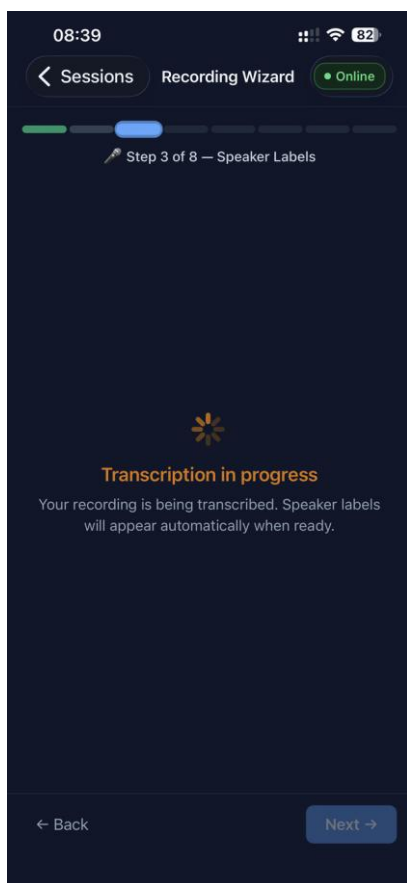 08:39
82
Sessions
Recording Wizard
Online
Step 3 of 8 — Speaker Labels
Transcription in progress
Your recording is being transcribed. Speaker labels
will appear automatically when ready.
← Back
Next →